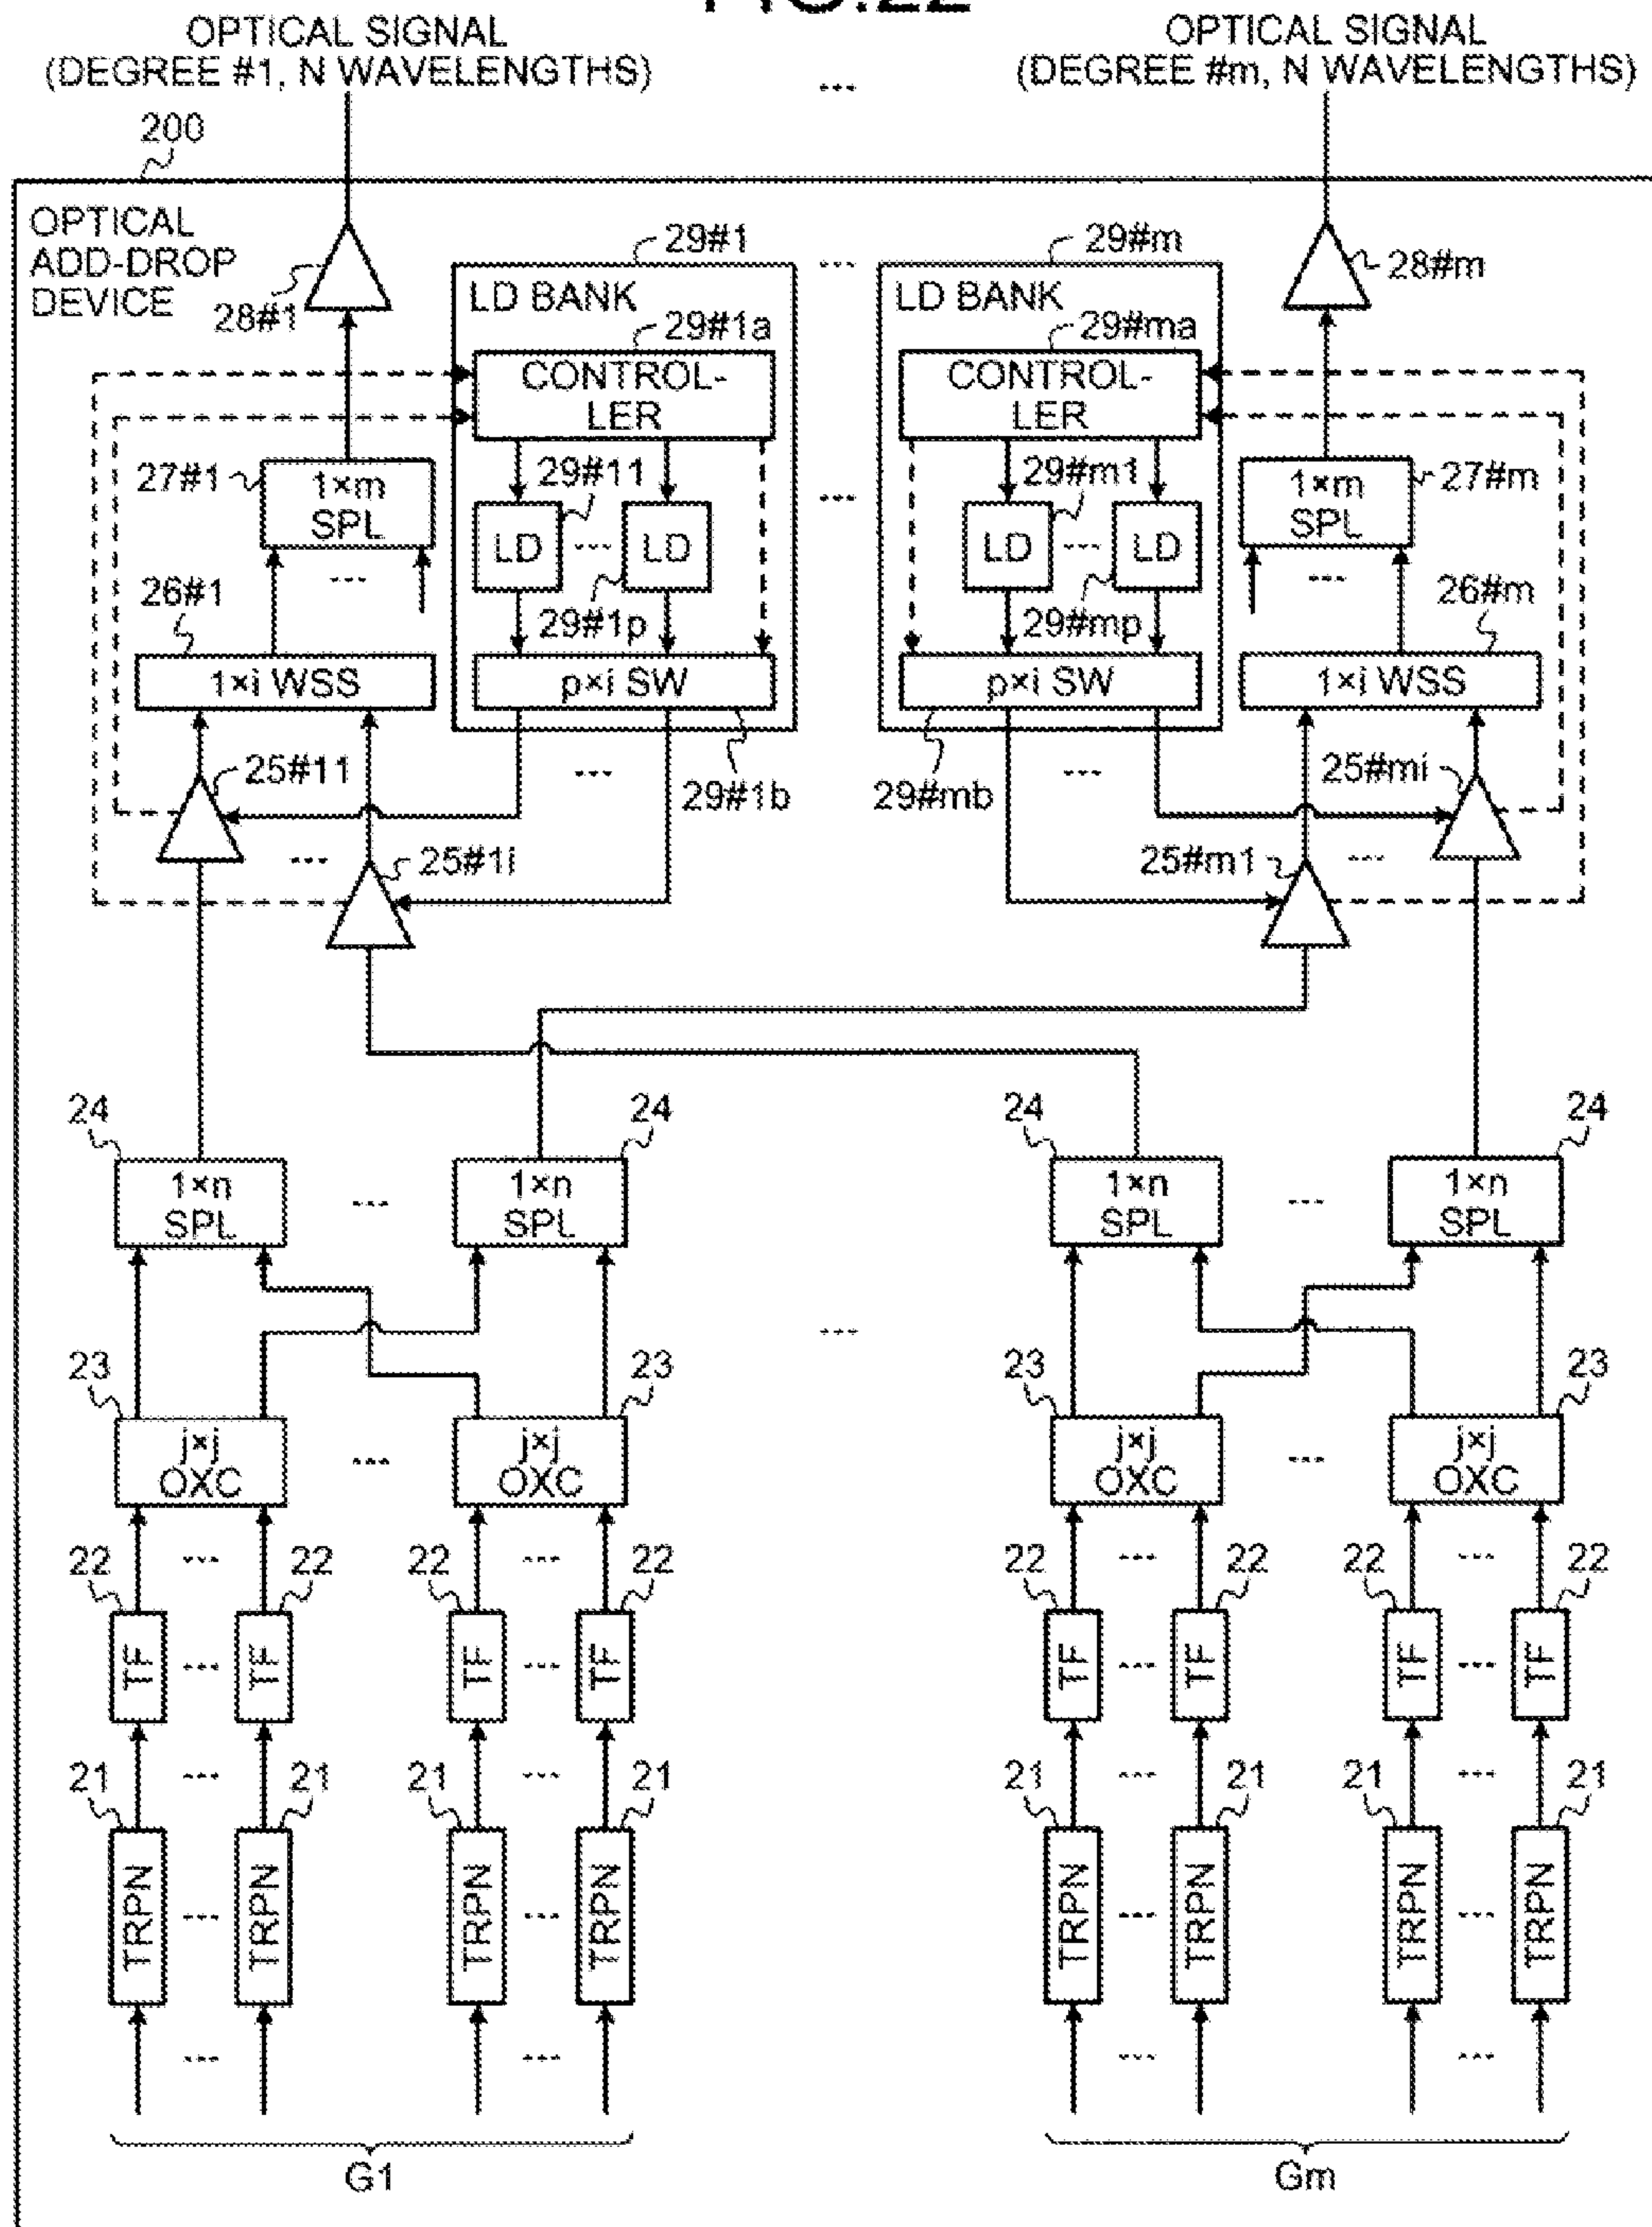 FIG.22
OPTICAL SIGNAL
(DEGREE #1, N WAVELENGTHS)
...
OPTICAL SIGNAL
(DEGREE #m, N WAVELENGTHS)
200
OPTICAL
ADD-DROP
DEVICE
28#1
29#1
LD BANK
29#1a
CONTROL-
LER
29#11
LD
...
LD
29#1p
p×i SW
29#1b
...
29#m
LD BANK
29#ma
CONTROL-
LER
29#m1
LD
...
LD
29#mp
p×i SW
29#mb
28#m
27#1
1×m
SPL
...
26#1
1×i WSS
...
27#m
1×m
SPL
...
26#m
1×i WSS
25#11
...
25#1i
...
...
25#m1
...
25#mi
24
1×n
SPL
...
24
1×n
SPL
24
1×n
SPL
...
24
1×n
SPL
...
23
j×j
OXC
...
23
j×j
OXC
23
j×j
OXC
...
23
j×j
OXC
22
...
22
22
...
22
22
...
22
22
...
22
TF
...
TF
TF
...
TF
TF
...
TF
TF
...
TF
21
...
21
21
...
21
21
...
21
21
...
21
TRPN
...
TRPN
TRPN
...
TRPN
TRPN
...
TRPN
TRPN
...
TRPN
...
...
...
...
G1
Gm